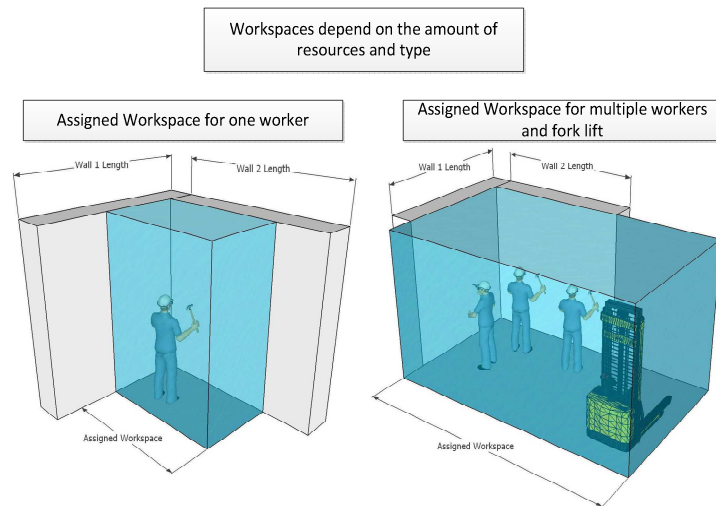 Workspaces depend on the amount of
resources and type
Assigned Workspace for one worker
Assigned Workspace for multiple workers
and fork lift
Wall 1 Length
Wall 2 Length
Assigned Workspace
Wall 1 Length
Wall 2 Length
Assigned Workspace